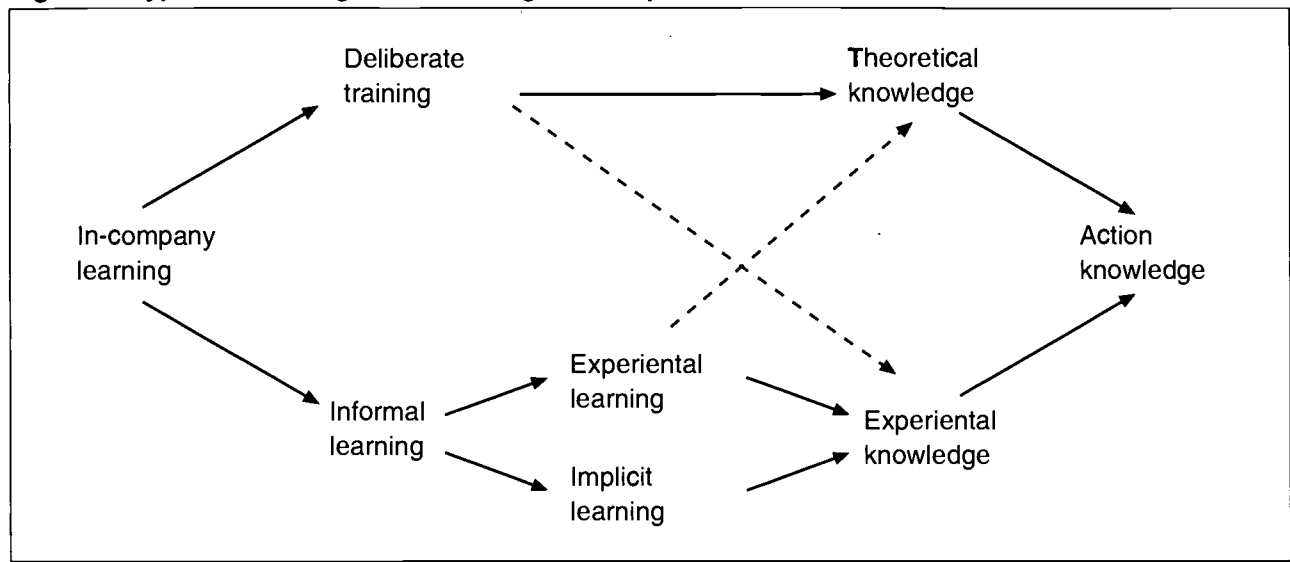 Deliberate
training
Theoretical
knowledge
In-company
learning
Action
knowledge
Experiental
learning
Informal
learning
Experiental
knowledge
Implicit
learning